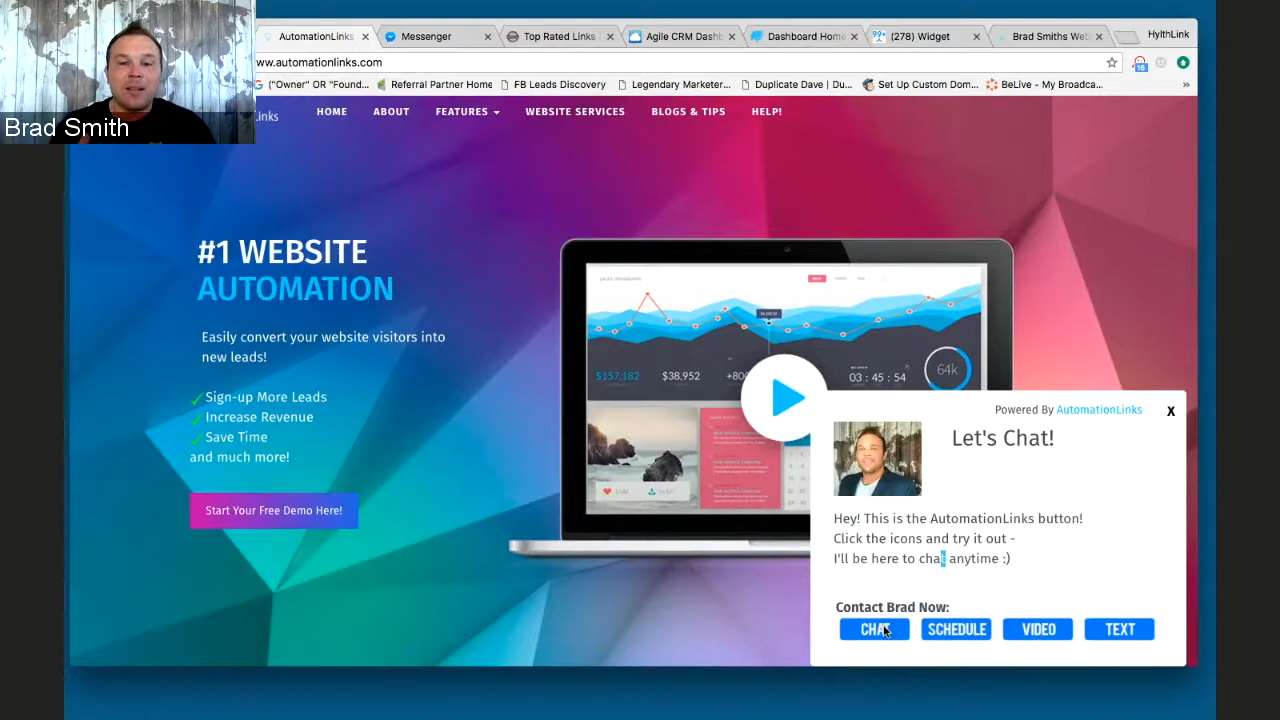 Brad Smith
AutomationLinks
Messenger
Top Rated Links
Agile CRM Dashb
Dashboard Home
99+
(278) Widget
Brad Smiths Web
HylthLink
ww.automationlinks.com
15
("Owner" OR "Found...
Referral Partner Home
FB Leads Discovery
Legendary Marketer...
Duplicate Dave | Du...
Set Up Custom Dom...
BeLive - My Broadca...
»
Links
HOME
ABOUT
FEATURES
WEBSITE SERVICES
BLOGS & TIPS
HELP!
#1 WEBSITE
AUTOMATION
Easily convert your website visitors into
new leads!
Sign-up More Leads
Increase Revenue
Save Time
and much more!
Start Your Free Demo Here!
$157,182
$38,952
+800
03 : 45 : 54
64k
Powered By AutomationLinks
X
Let's Chat!
Hey! This is the AutomationLinks button!
Click the icons and try it out -
I'll be here to chat anytime :)
Contact Brad Now:
CHAT
SCHEDULE
VIDEO
TEXT